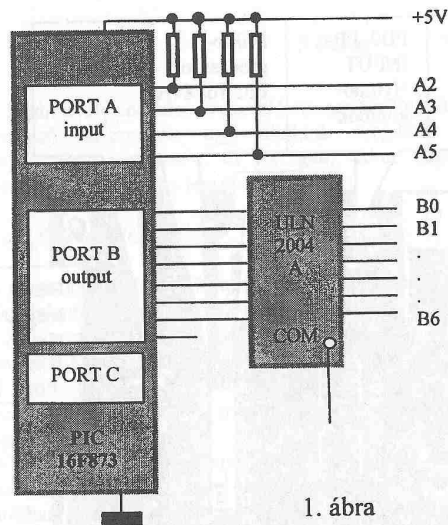 +5V
A2
PORT A
input
A3
A4
A5
B0
ULN
2004
A
B1
PORT B
output
.
.
.
COM
B6
PORT C
PIC
16F873
1. ábra